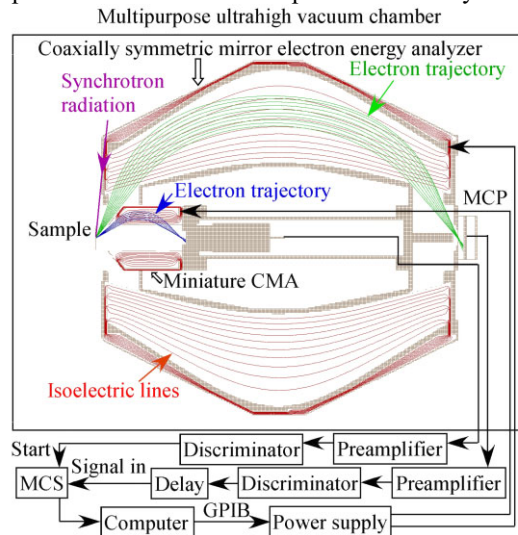 Multipurpose ultrahigh vacuum chamber
Coaxially symmetric mirror electron energy analyzer
Synchrotron
radiation
Electron trajectory
Electron trajectory
MCP
Sample
Miniature CMA
Isoelectric lines
Start
Discriminator
Preamplifier
Signal in
MCS
Delay
Discriminator
Preamplifier
Computer
GPIB
Power supply